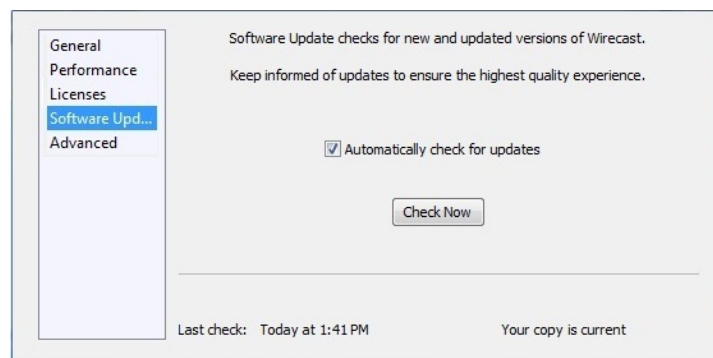 General
Performance
Licenses
Software Upd...
Advanced
Software Update checks for new and updated versions of Wirecast.
Keep informed of updates to ensure the highest quality experience.
Automatically check for updates
Check Now
Last check: Today at 1:41 PM Your copy is current